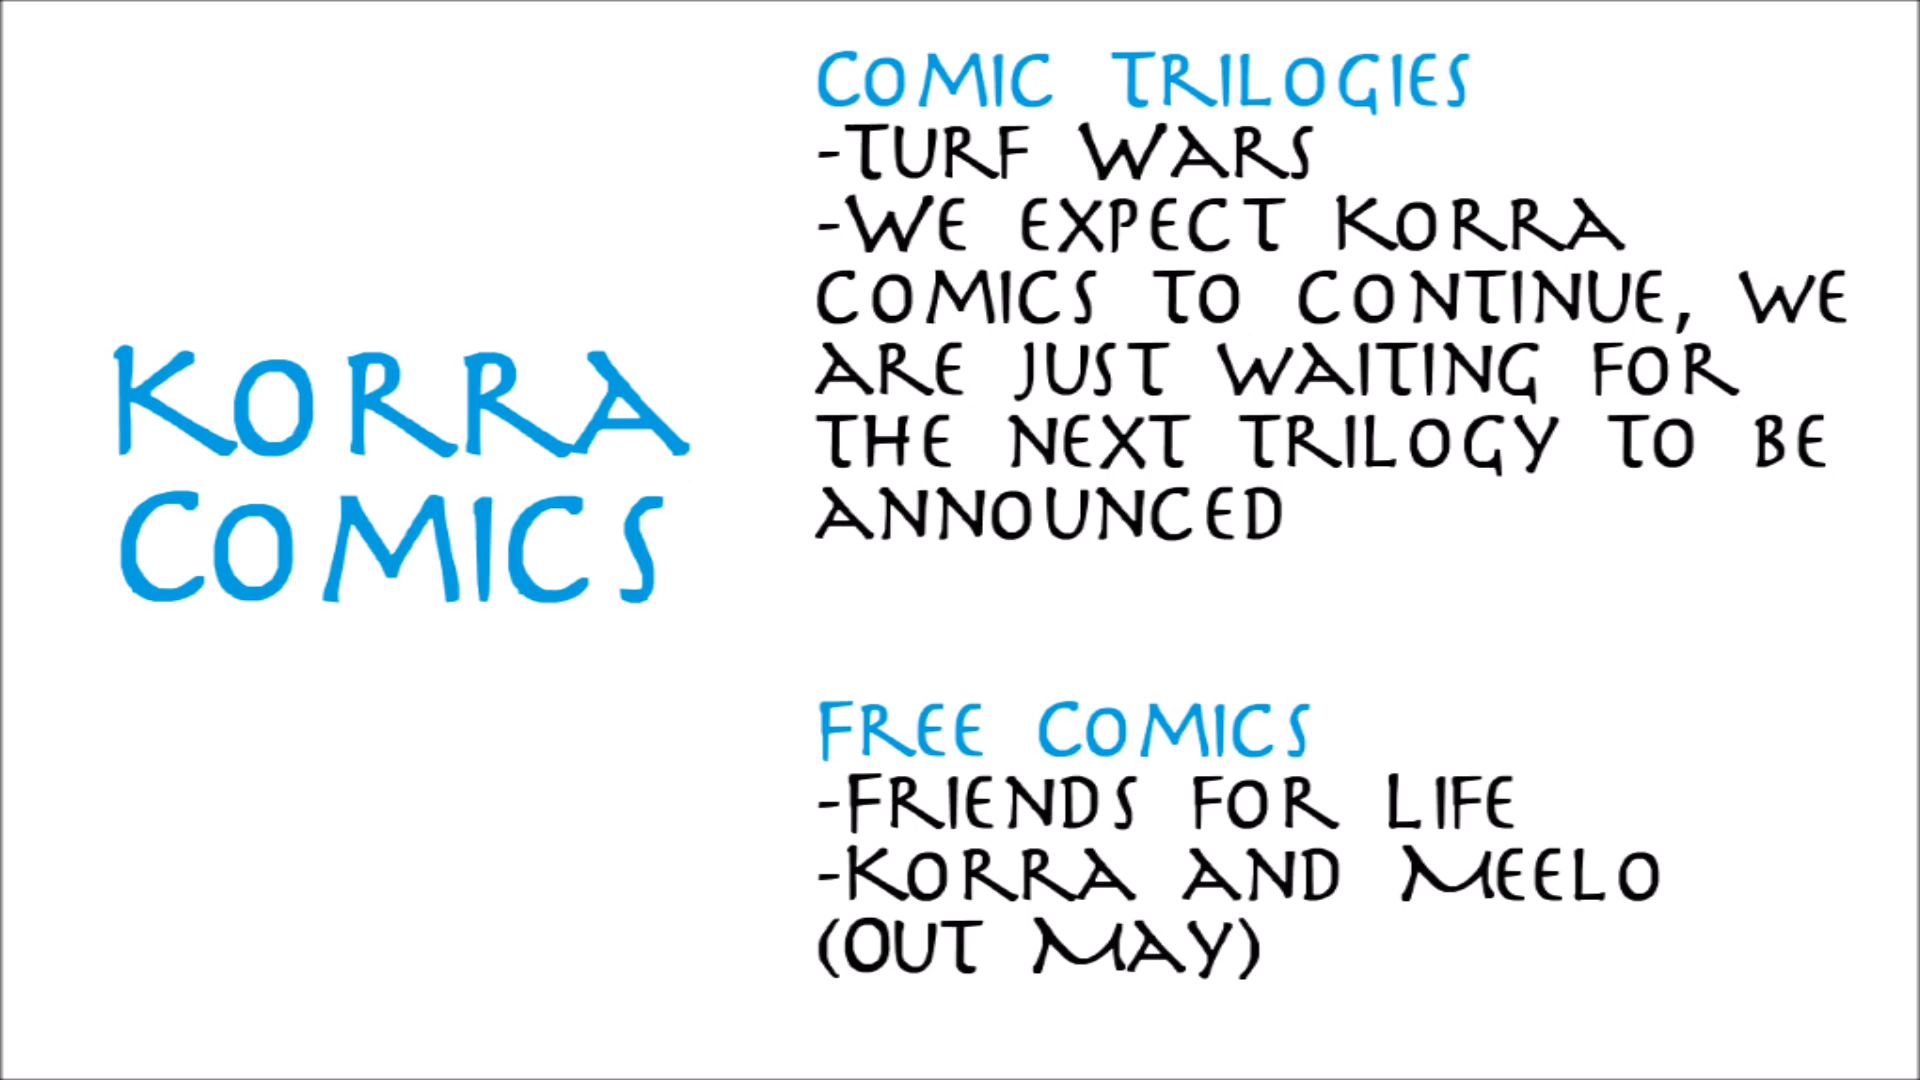 Korra
Comics
Comic Trilogies
-Turf Wars
-We expect Korra
comics to continue, we
are just waiting for
the next trilogy to be
announced
Free Comics
-Friends for Life
-Korra and Meelo
(Out May)